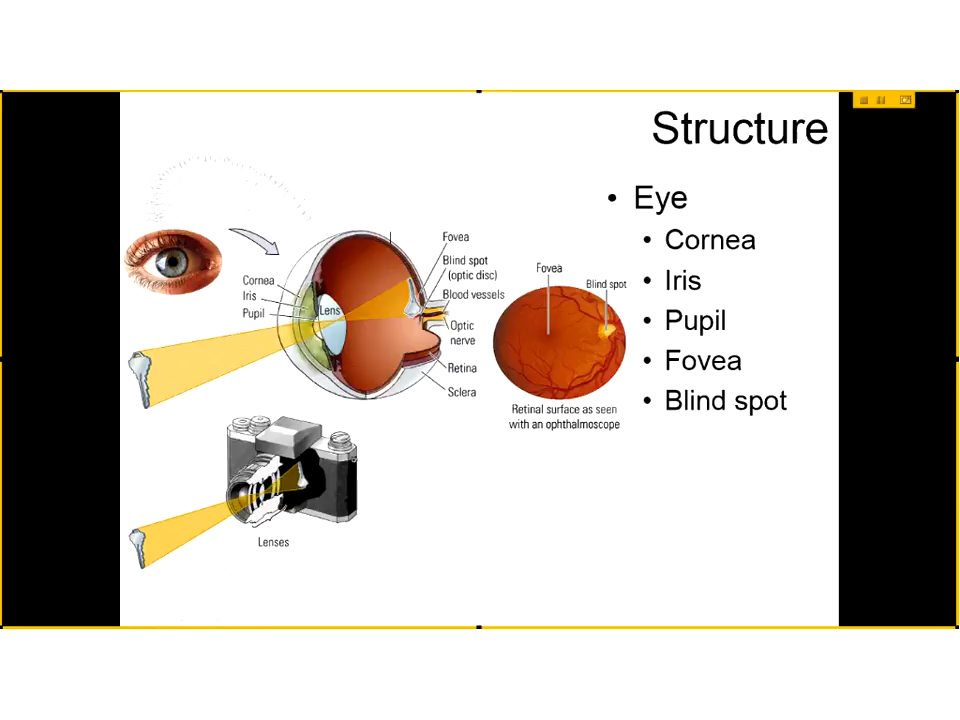 Structure
• Eye
• Cornea
• Iris
• Pupil
• Fovea
• Blind spot
Cornea
Iris
Pupil
Lens
Fovea
Blind spot
(optic disc)
Blood vessels
Optic
nerve
Retina
Sclera
Fovea
Blind spot
Retinal surface as seen
with an ophthalmoscope
Lenses